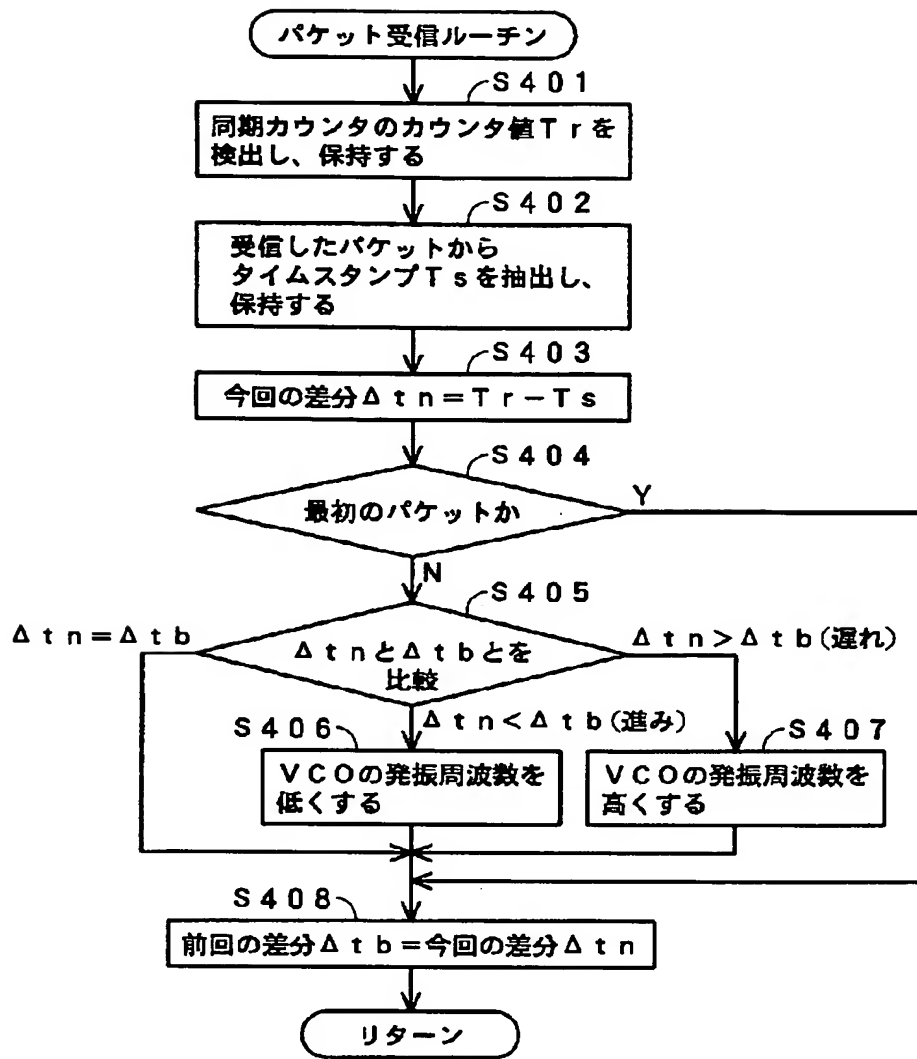 パケット受信ルーチン
S401
同期カウンタのカウンタ値Trを
検出し、保持する
S402
受信したパケットから
タイムスタンプTsを抽出し、
保持する
S403
今回の差分Δtn=Tr-Ts
S404
最初のパケットか
Y
N
S405
Δtn=Δtb
ΔtnとΔtbとを
比較
Δtn>Δtb(遅れ)
Δtn<Δtb(進み)
S406
VCOの発振周波数を
低くする
S407
VCOの発振周波数を
高くする
S408
前回の差分Δtb=今回の差分Δtn
リターン